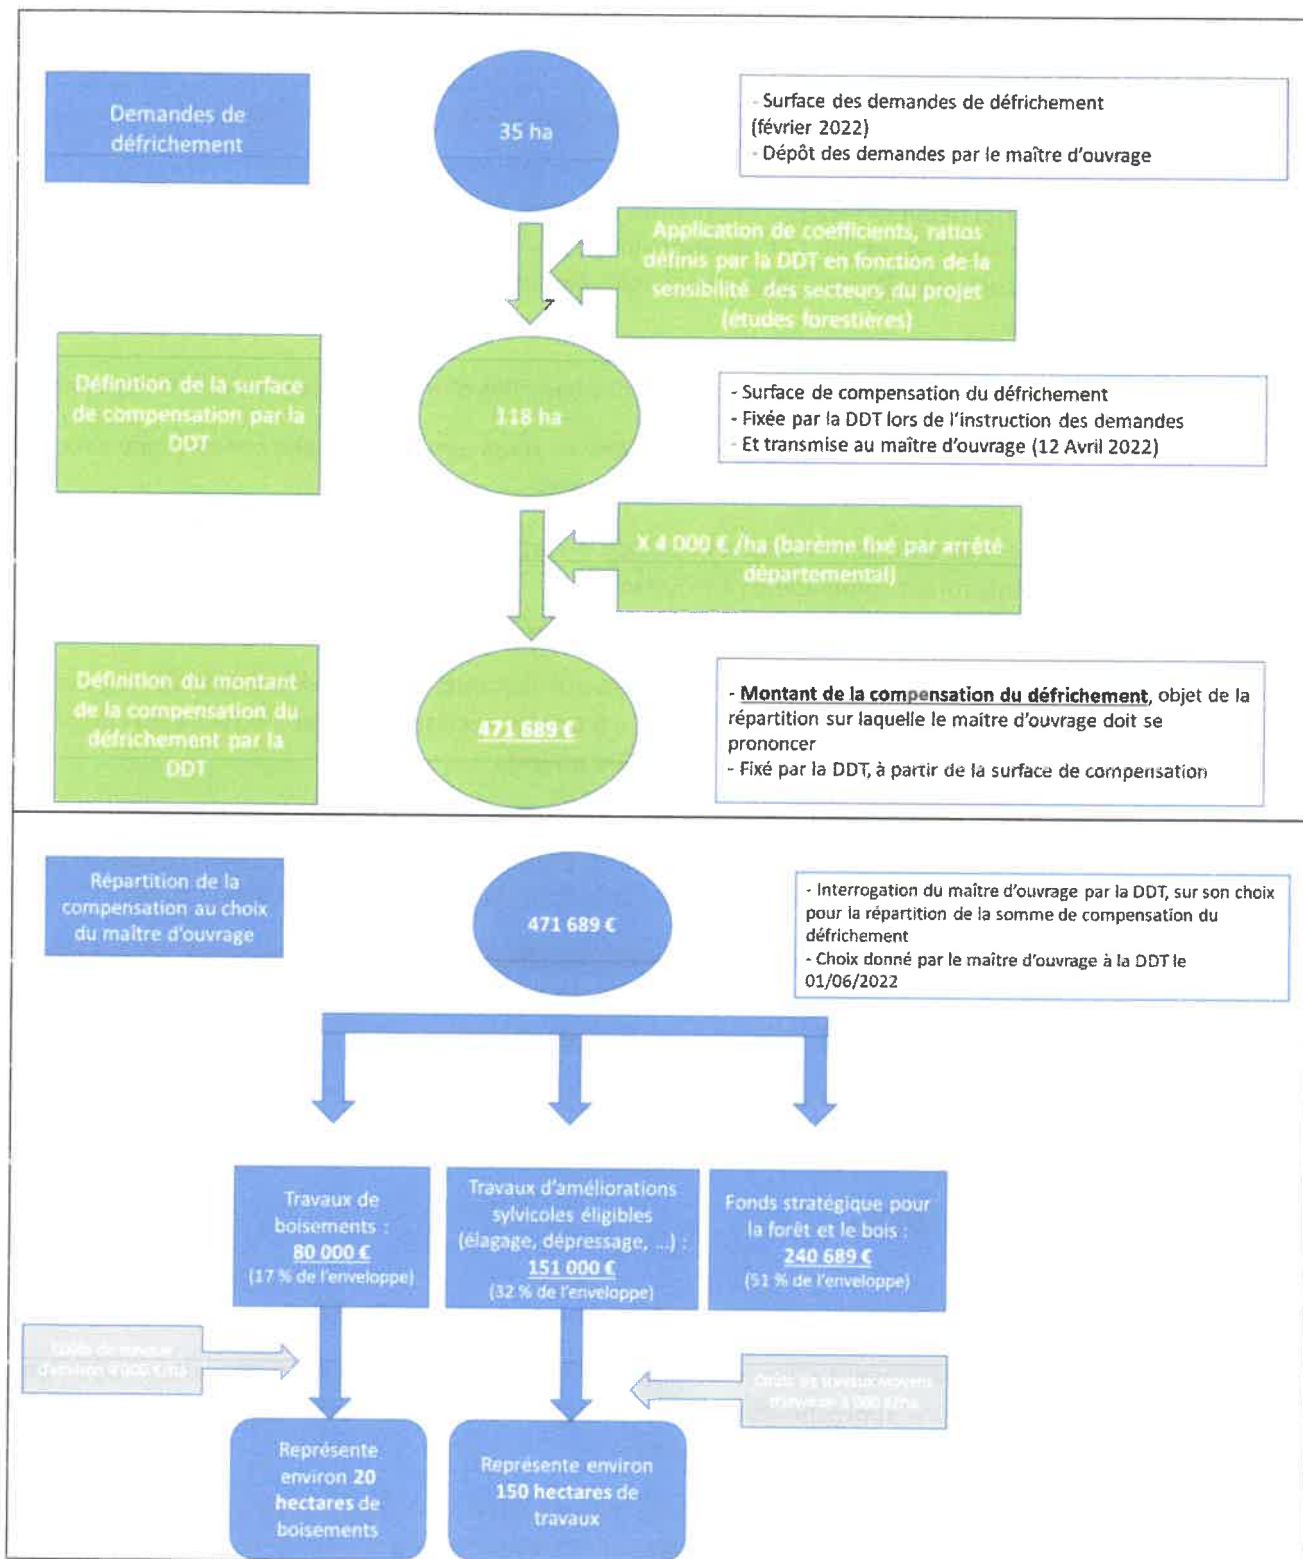 Demandes de
défrichement
35 ha
- Surface des demandes de défrichement
(février 2022)
- Dépôt des demandes par le maître d'ouvrage
Application de coefficients, ratios
définis par la DDT en fonction de la
sensibilité des secteurs du projet
(études forestières)
Définition de la surface
de compensation par la
DDT
118 ha
- Surface de compensation du défrichement
- Fixée par la DDT lors de l'instruction des demandes
- Et transmise au maître d'ouvrage (12 Avril 2022)
X 4 000 € /ha (barème fixé par arrêté
départemental)
Définition du montant
de la compensation du
défrichement par la
DDT
471 689 €
- Montant de la compensation du défrichement, objet de la
répartition sur laquelle le maître d'ouvrage doit se
prononcer
- Fixé par la DDT, à partir de la surface de compensation
Répartition de la
compensation au choix
du maître d'ouvrage
471 689 €
- Interrogation du maître d'ouvrage par la DDT, sur son choix
pour la répartition de la somme de compensation du
défrichement
- Choix donné par le maître d'ouvrage à la DDT le
01/06/2022
Travaux de
boisements :
80 000 €
(17 % de l'enveloppe)
Travaux d'améliorations
sylvicoles éligibles
(élagage, dépressage, ...) :
151 000 €
(32 % de l'enveloppe)
Fonds stratégique pour
la forêt et le bois :
240 689 €
(51 % de l'enveloppe)
d'environ 4 000 €/ha
Représente
environ 20
hectares de
boisements
Représente environ
150 hectares de
travaux